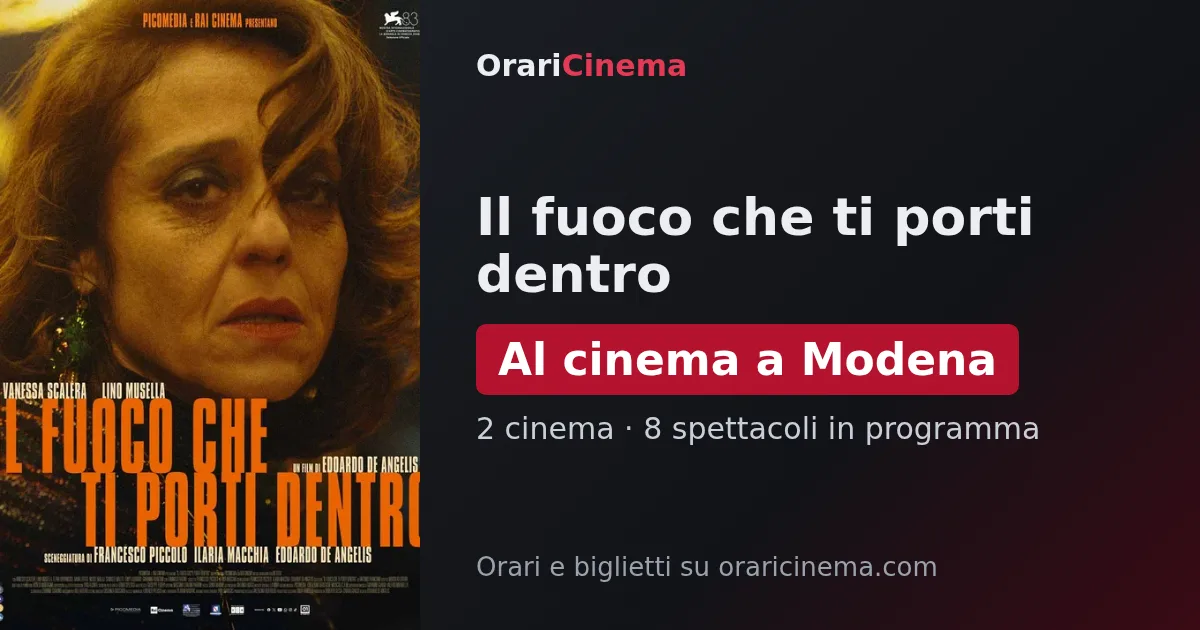 PICOMEDIA E RAI CINEMA PRESENTANO
83
VANESSA SCALERA LINO MUSELLA
IL FUOCO CHE
UN FILM DI EDOARDO DE ANGELIS
TI PORTI DENTRO
SCENEGGIATURA DI FRANCESCO PICCOLO ILARIA MACCHIA EDOARDO DE ANGELIS
OrariCinema
Il fuoco che ti porti
dentro
Al cinema a Modena
2 cinema · 8 spettacoli in programma
Orari e biglietti su oraricinema.com